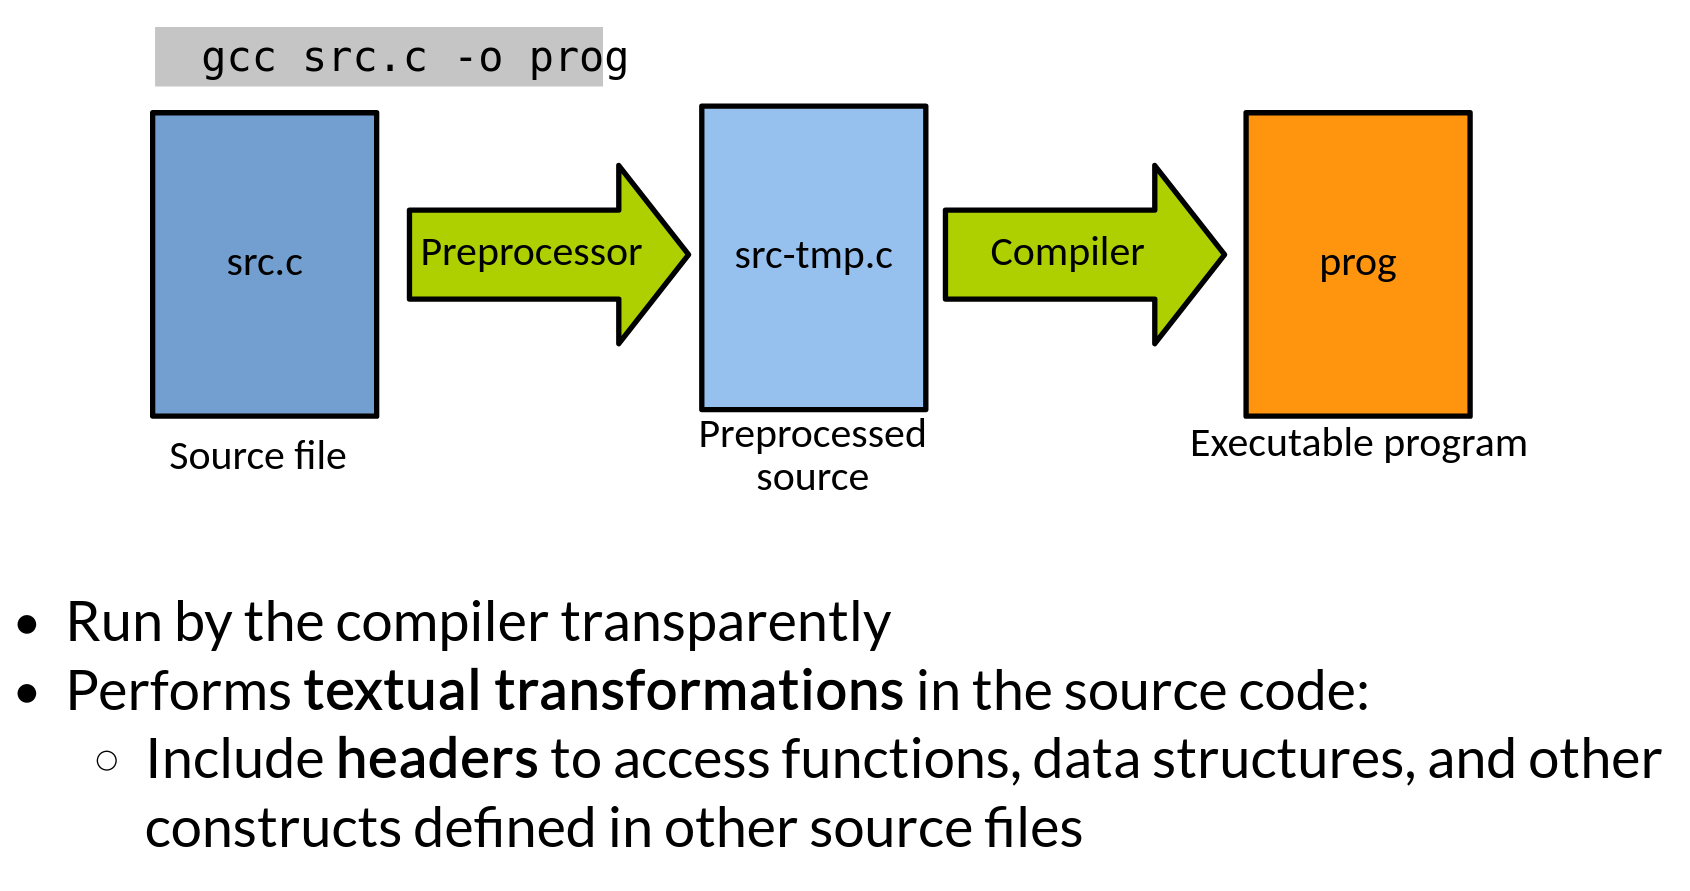 gcc src.c -o prog
src.c
Preprocessor
src-tmp.c
Compiler
prog
Source file
Preprocessed
source
Executable program
• Run by the compiler transparently
• Performs textual transformations in the source code:
○ Include headers to access functions, data structures, and other
constructs defined in other source files